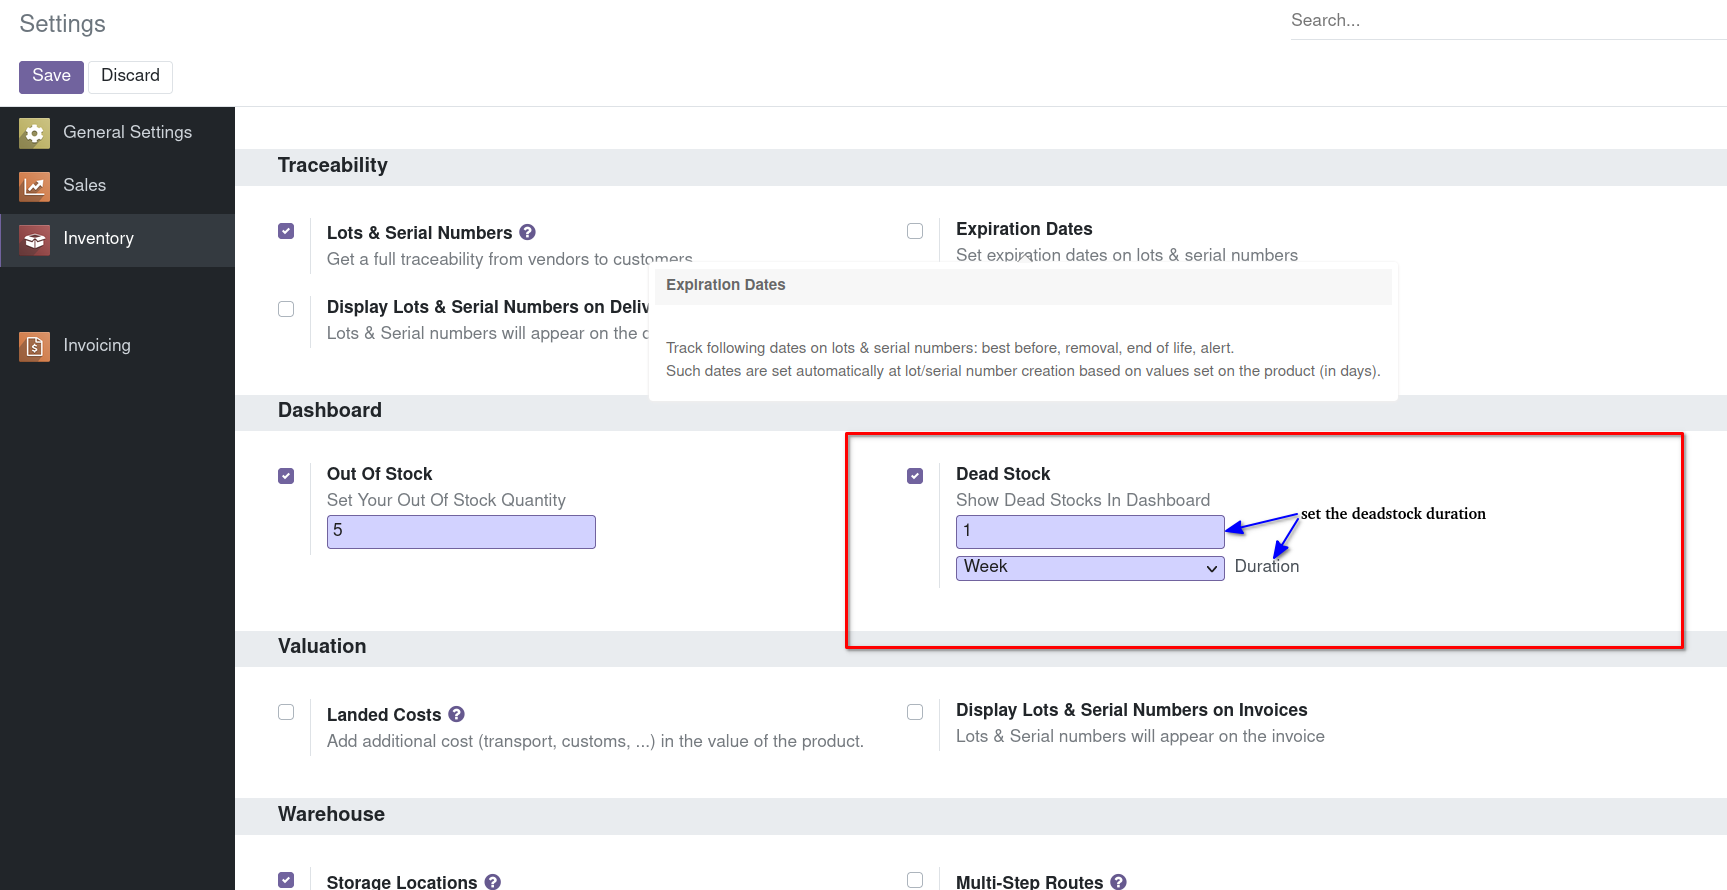 Settings
Search...
Save Discard
General Settings
Sales
Inventory
Invoicing
Traceability
Lots & Serial Numbers
Get a full traceability from vendors to customers
Expiration Dates
Set expiration dates on lots & serial numbers
Display Lots & Serial Numbers on Deliv
Lots & Serial numbers will appear on the d
Expiration Dates
Track following dates on lots & serial numbers: best before, removal, end of life, alert.
Such dates are set automatically at lot/serial number creation based on values set on the product (in days).
Dashboard
Out Of Stock
Set Your Out Of Stock Quantity
5
Dead Stock
Show Dead Stocks In Dashboard
1
set the deadstock duration
Week
Duration
Valuation
Landed Costs
Add additional cost (transport, customs, ...) in the value of the product.
Display Lots & Serial Numbers on Invoices
Lots & Serial numbers will appear on the invoice
Warehouse
Storage Locations
Multi-Step Routes